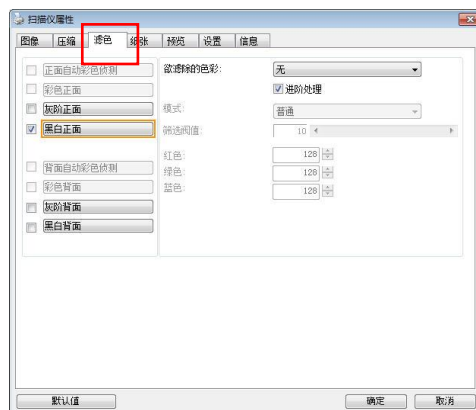 扫描仪属性
图像 压缩 滤色 纸张 预览 设置 信息
正面自动彩色侦测
彩色正面
灰阶正面
黑白正面
背面自动彩色侦测
彩色背面
灰阶背面
黑白背面
欲滤除的色彩: 无
进阶处理
模式: 普通
筛选阀值: 10
红色: 128
绿色: 128
蓝色: 128
默认值 确定 取消